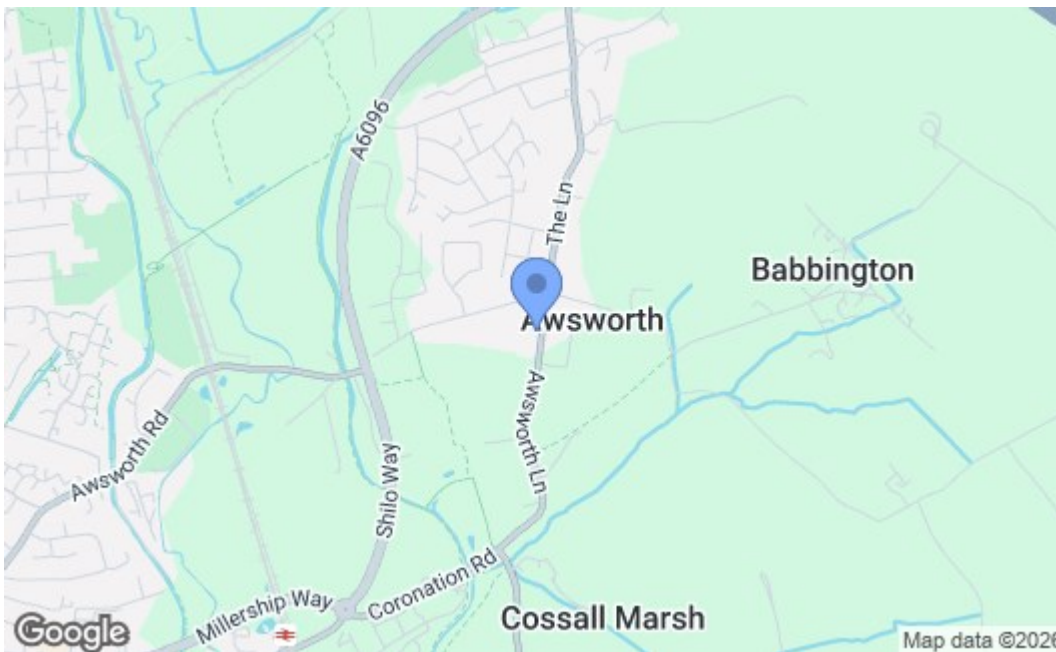 A6096
The Ln
Babbington
Awsworth
Awsworth Rd
Awsworth Ln
Shilo Way
Coronation Rd
Millership Way
Cossall Marsh
Google
Map data ©2026